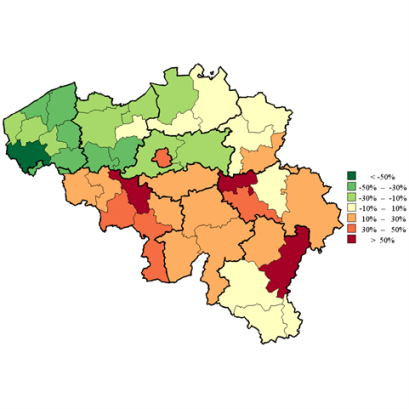 < -50%
-50% – -30%
-30% – -10%
-10% – 10%
10% – 30%
30% – 50%
> 50%